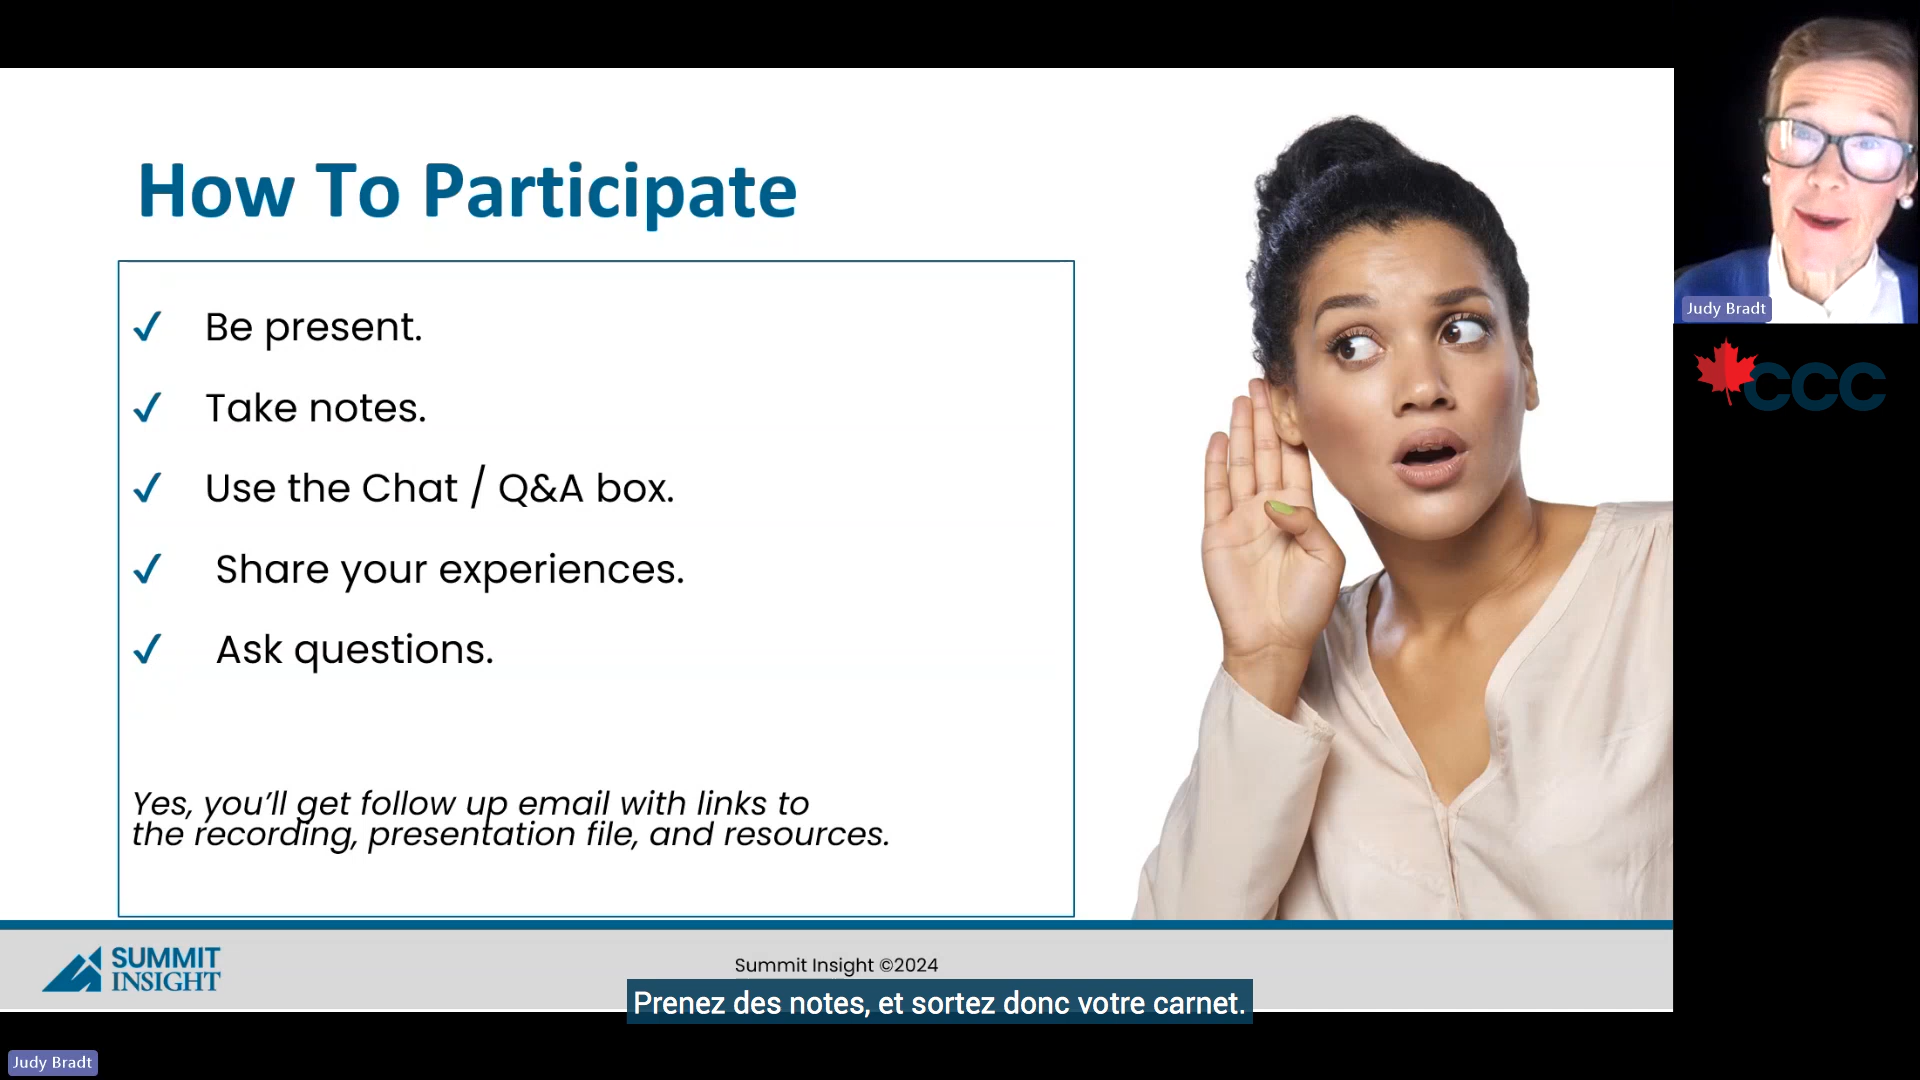 How To Participate
✓ Be present.
✓ Take notes.
✓ Use the Chat / Q&A box.
✓ Share your experiences.
✓ Ask questions.
Yes, you’ll get follow up email with links to
the recording, presentation file, and resources.
Judy Bradt
CCC
SUMMIT
INSIGHT
Summit Insight ©2024
Prenez des notes, et sortez donc votre carnet.
Judy Bradt